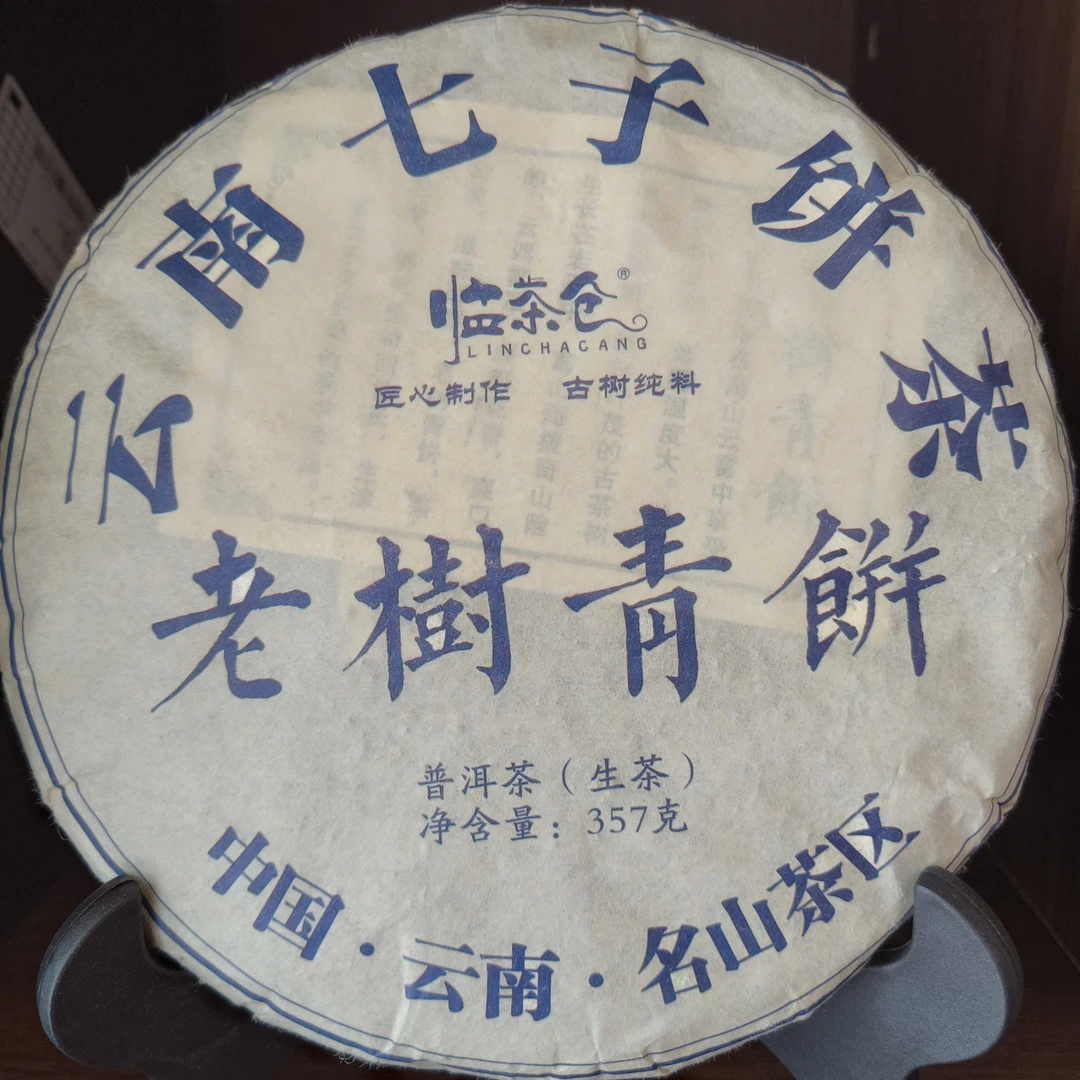 云南七子饼茶
临茶仓®
LINCHACANG
匠心制作 古树纯料
老樹青餅
普洱茶（生茶）
净含量：357克
中国·云南·名山茶区